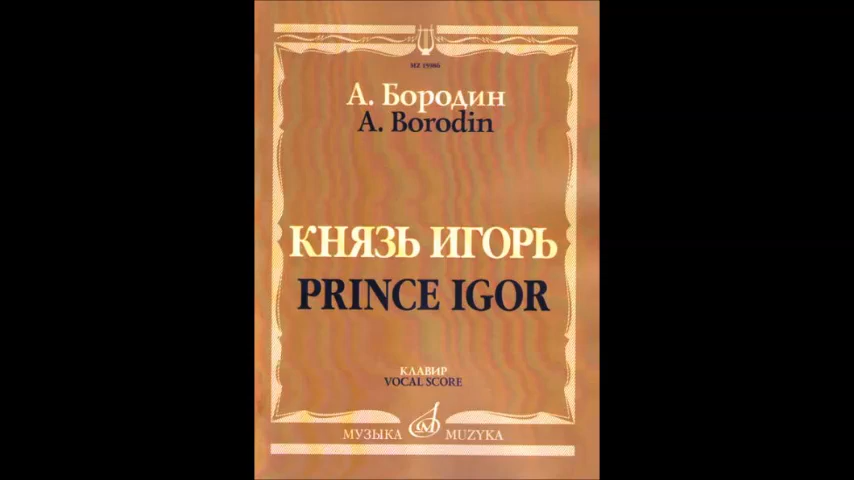 А. Бородин
A. Borodin
КНЯЗЬ ИГОРЬ
PRINCE IGOR
КЛАВИР
VOCAL SCORE
МУЗЫКА MUZYKA